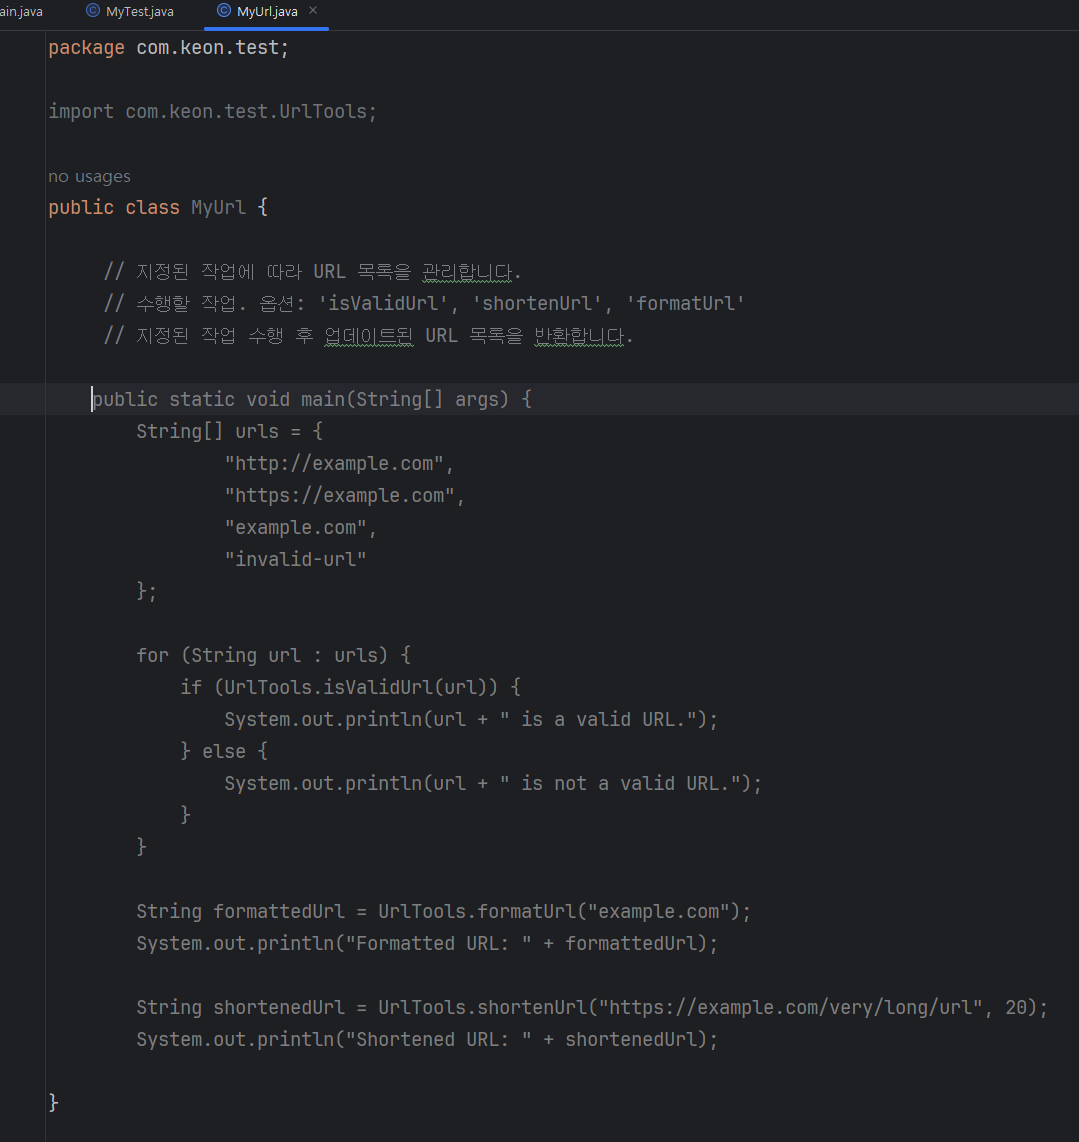 ain.java MyTest.java MyUrl.java
package com.keon.test;
import com.keon.test.UrlTools;
no usages
public class MyUrl {
// 지정된 작업에 따라 URL 목록을 관리합니다.
// 수행할 작업. 옵션: 'isValidUrl', 'shortenUrl', 'formatUrl'
// 지정된 작업 수행 후 업데이트된 URL 목록을 반환합니다.
public static void main(String[] args) {
String[] urls = {
"http://example.com",
"https://example.com",
"example.com",
"invalid-url"
};
for (String url : urls) {
if (UrlTools.isValidUrl(url)) {
System.out.println(url + " is a valid URL.");
} else {
System.out.println(url + " is not a valid URL.");
}
}
String formattedUrl = UrlTools.formatUrl("example.com");
System.out.println("Formatted URL: " + formattedUrl);
String shortenedUrl = UrlTools.shortenUrl("https://example.com/very/long/url", 20);
System.out.println("Shortened URL: " + shortenedUrl);
}